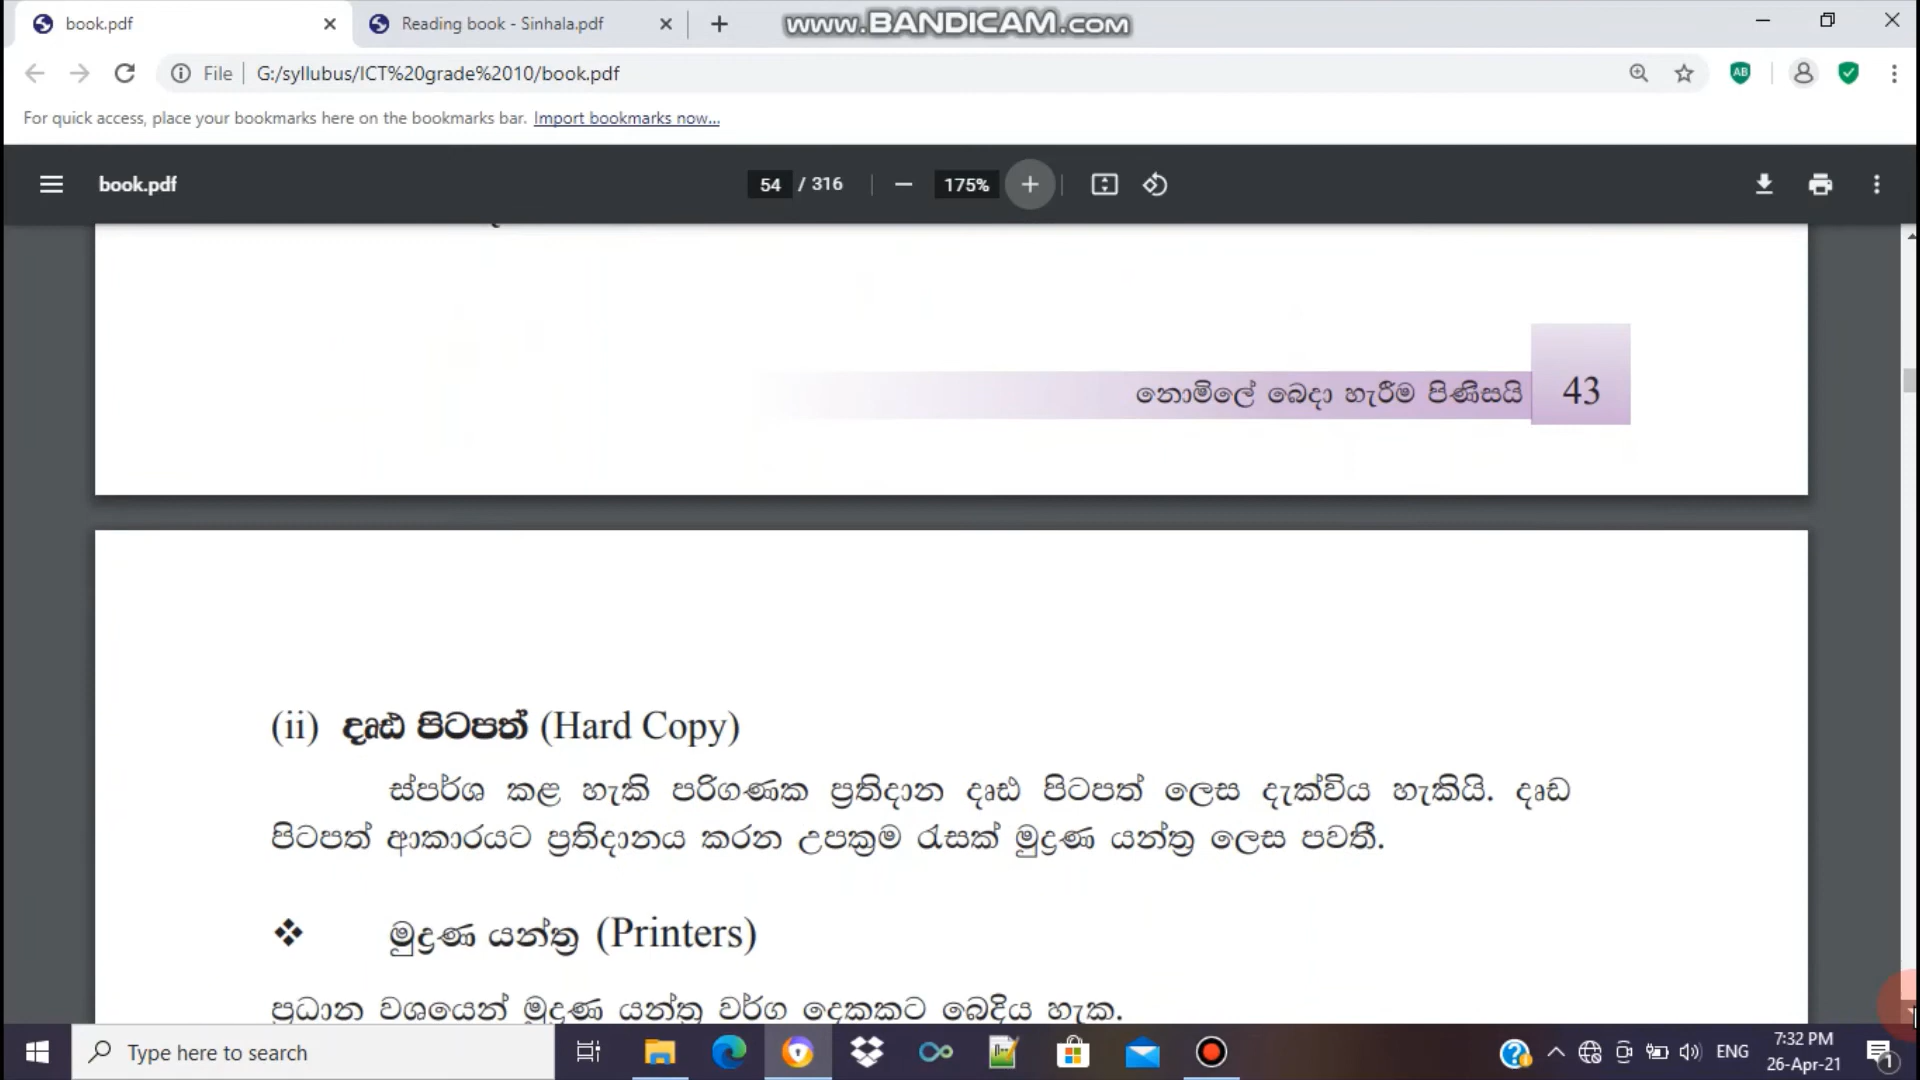 book.pdf
Reading book - Sinhala.pdf
www.BANDICAM.com
File
G:/syllubus/ICT%20grade%2010/book.pdf
AB
For quick access, place your bookmarks here on the bookmarks bar. Import bookmarks now...
book.pdf
54 / 316
175%
නොමිලේ බෙදා හැරීම පිණිසයි 43
(ii) දෘඪ පිටපත් (Hard Copy)
ස්පර්ශ කළ හැකි පරිගණක ප්‍රතිදාන දෘඪ පිටපත් ලෙස දැක්විය හැකියි. දෘඩ
පිටපත් ආකාරයට ප්‍රතිදානය කරන උපක්‍රම රැසක් මුද්‍රණ යන්ත්‍ර ලෙස පවතී.
❖ මුද්‍රණ යන්ත්‍ර (Printers)
ප්‍රධාන වශයෙන් මුද්‍රණ යන්ත්‍ර වර්ග දෙකකට බෙදිය හැක.
Type here to search
ENG
7:32 PM
26-Apr-21
1